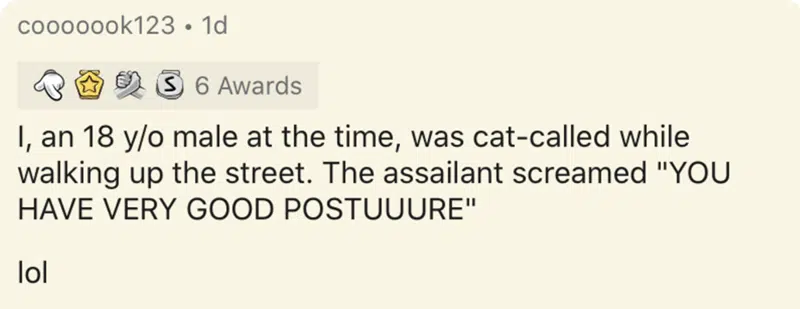 cooooook123 • 1d
6 Awards
I, an 18 y/o male at the time, was cat-called while
walking up the street. The assailant screamed "YOU
HAVE VERY GOOD POSTUUURE"
lol